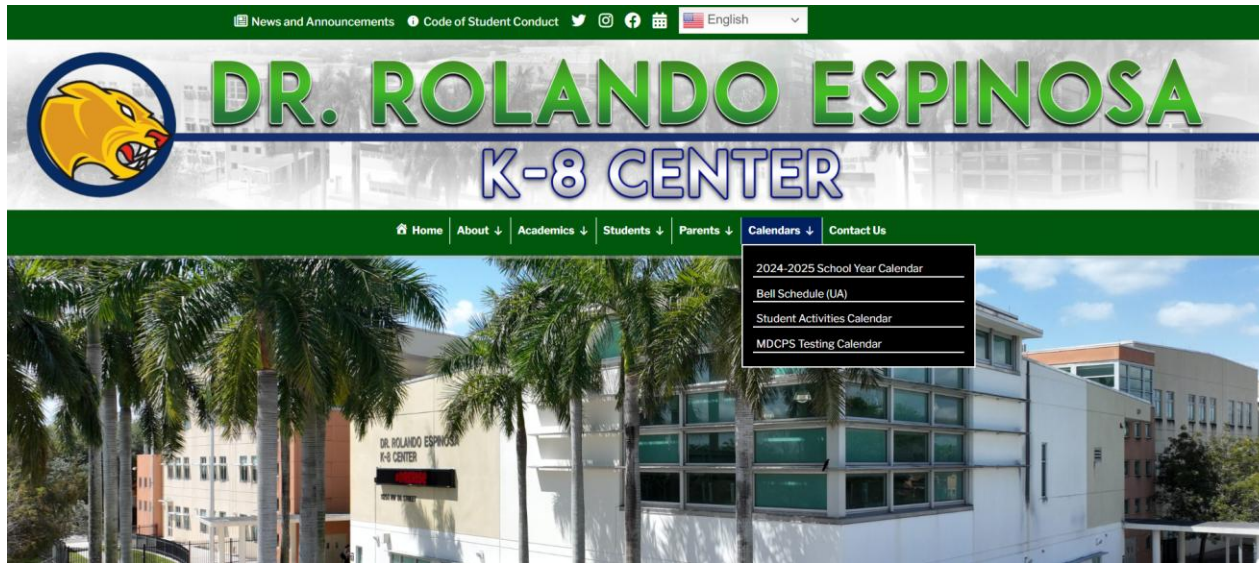 News and Announcements Code of Student Conduct English
DR. ROLANDO ESPINOSA
K-8 CENTER
Home About ↓ Academics ↓ Students ↓ Parents ↓ Calendars ↓ Contact Us
2024-2025 School Year Calendar
Bell Schedule (UA)
Student Activities Calendar
MDCPS Testing Calendar
DR. ROLANDO ESPINOSA
K-8 CENTER